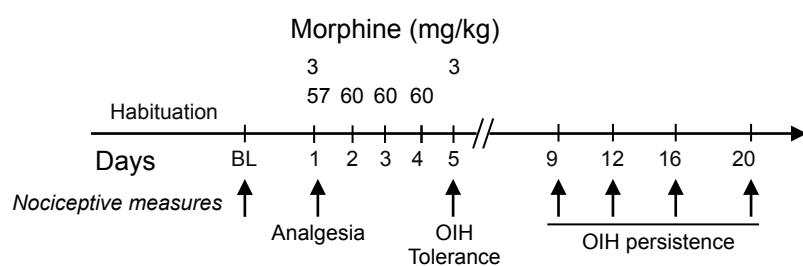 Morphine (mg/kg)
3 3
57 60 60 60
Habituation
Days BL 1 2 3 4 5 9 12 16 20
Nociceptive measures
Analgesia OIH OIH persistence
Tolerance